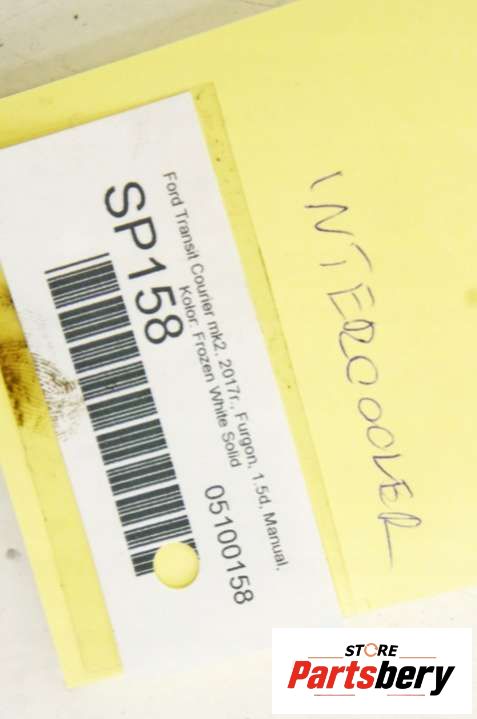 Ford Transit Courier mk2, 2017r., Furgon, 1.5d, Manual,
Kolor: Frozen White Solid
SP158
05100158
INTERCOOLER
STORE
Partsbery